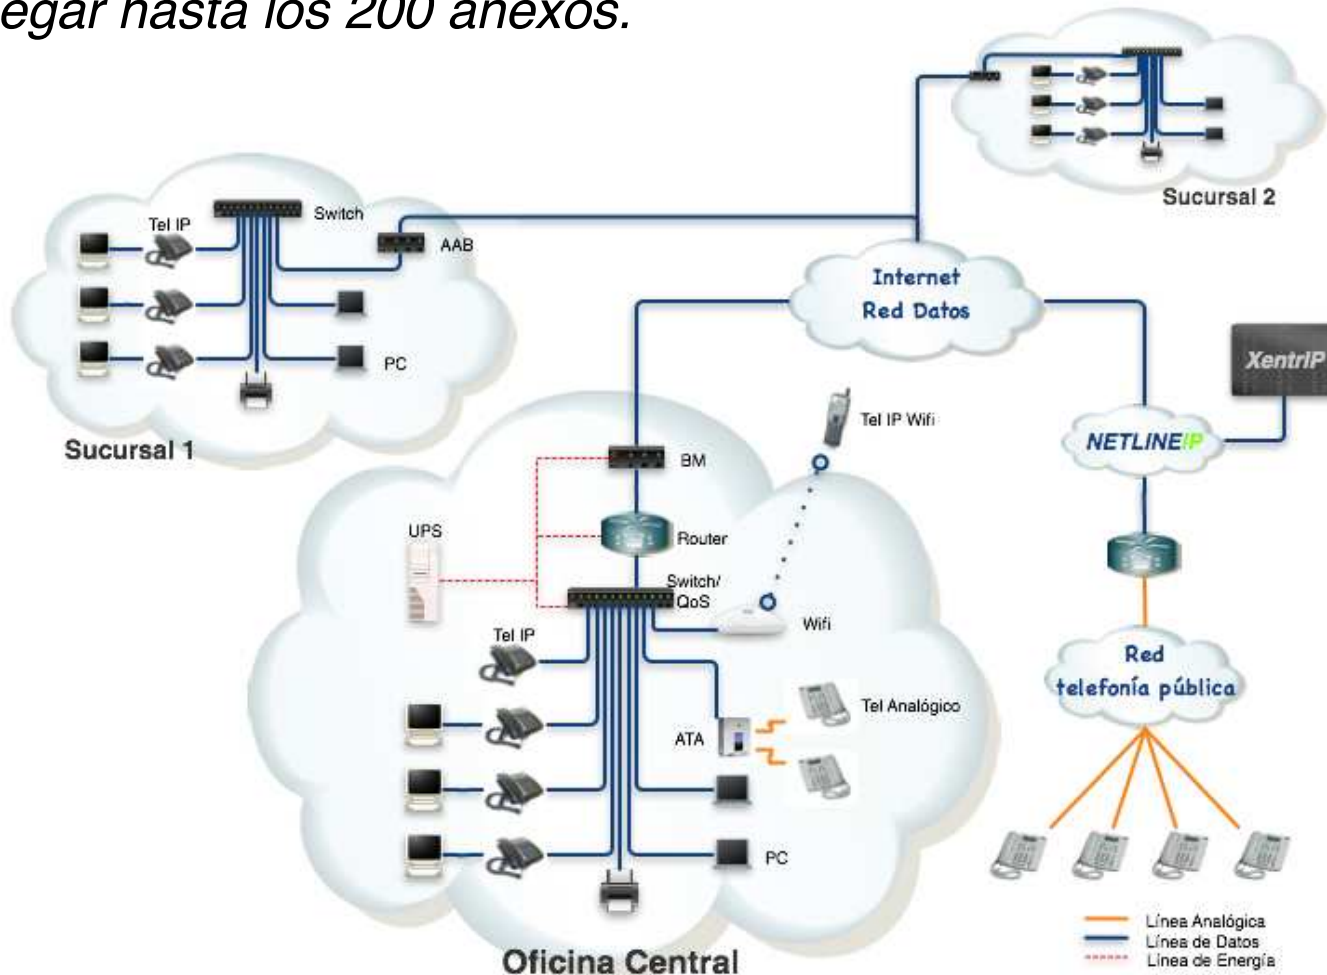 egar hasta los 200 anexos.
Sucursal 2
Tel IP
Switch
AAB
PC
Sucursal 1
Internet
Red Datos
XentrIP
NETLINEIP
Tel IP Wifi
BM
UPS
Router
Switch/
QoS
Wifi
Tel IP
Tel Analógico
ATA
PC
Oficina Central
Red
telefonía pública
Línea Analógica
Línea de Datos
Línea de Energía